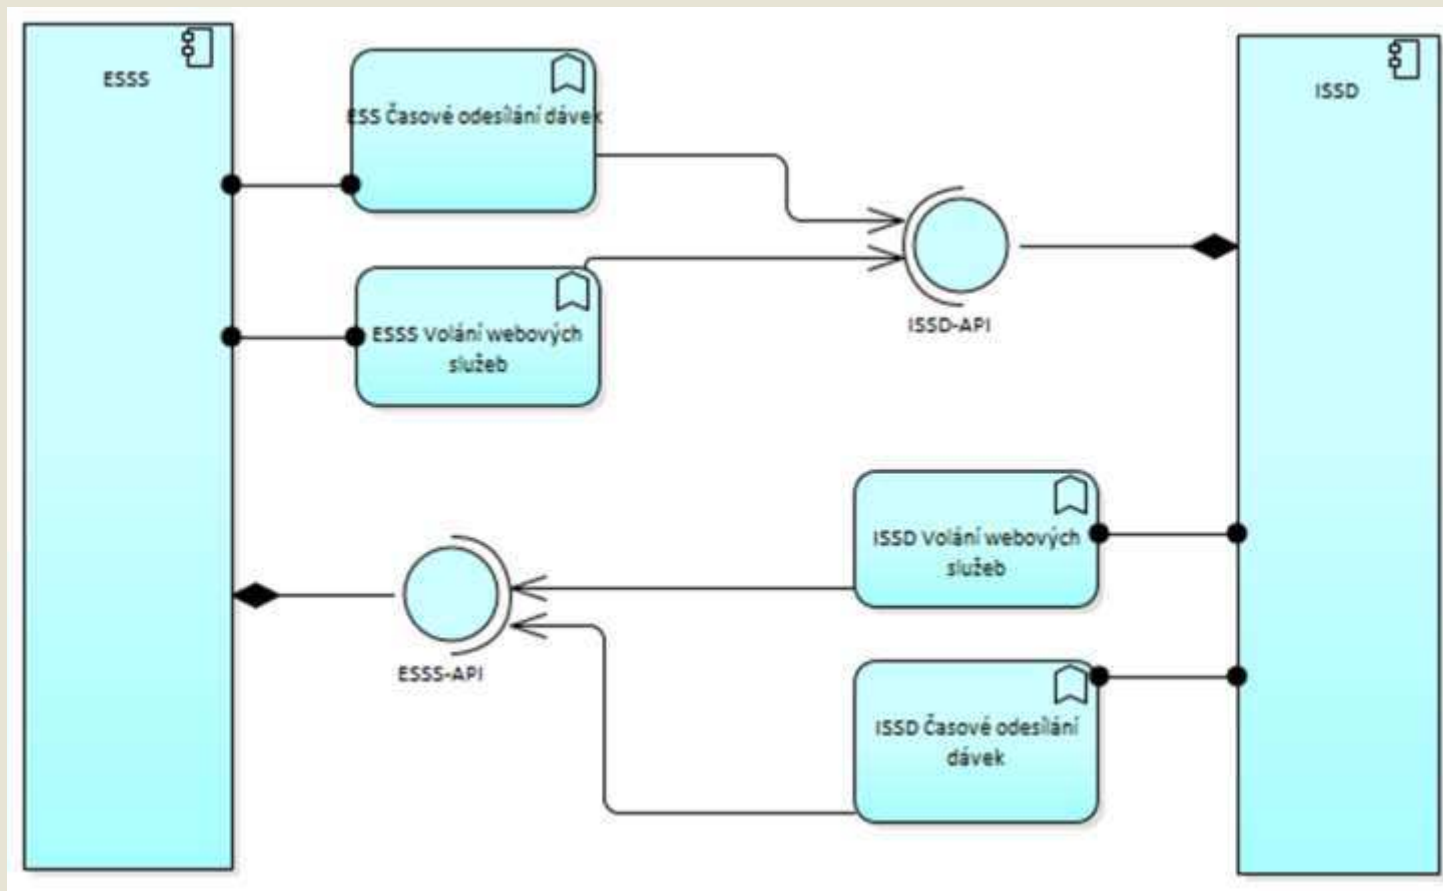 ESSS
ESS Časové odesílání dávek
ISSD
ISSD-API
ESSS Volání webových
služeb
ISSD Volání webových
služeb
ESSS-API
ISSD Časové odesílání
dávek